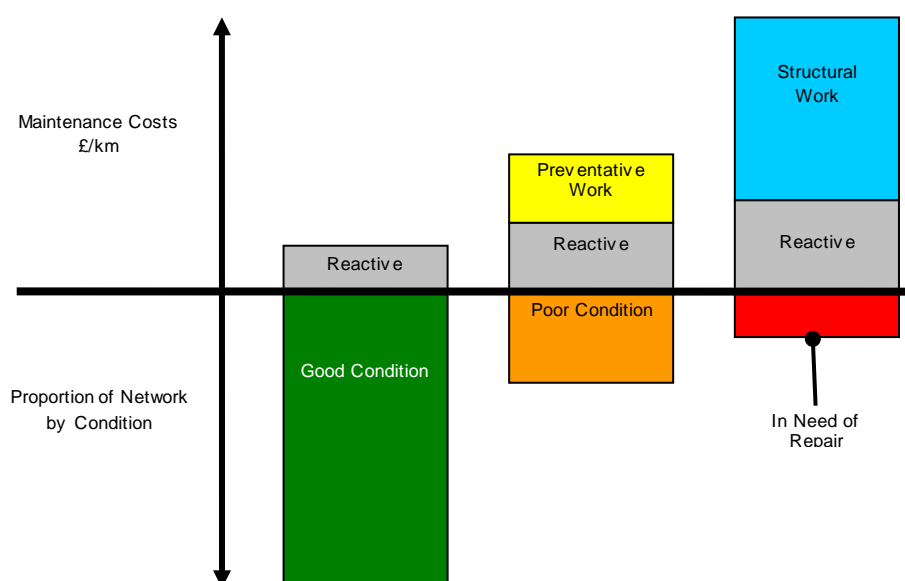 Maintenance Costs
£/km
Structural
Work
Preventative
Work
Reactive
Reactive
Reactive
Poor Condition
Good Condition
Proportion of Network
by Condition
In Need of
Repair